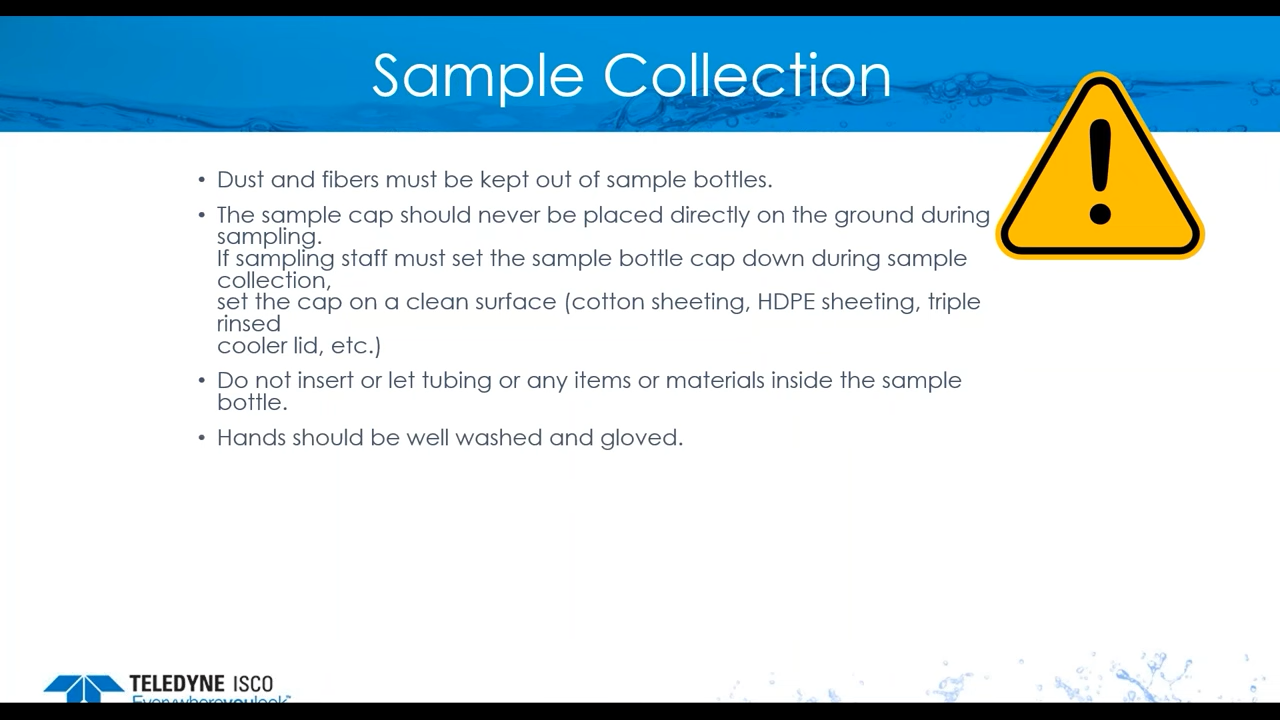 Sample Collection
• Dust and fibers must be kept out of sample bottles.
• The sample cap should never be placed directly on the ground during
sampling.
If sampling staff must set the sample bottle cap down during sample
collection,
set the cap on a clean surface (cotton sheeting, HDPE sheeting, triple
rinsed
cooler lid, etc.)
• Do not insert or let tubing or any items or materials inside the sample
bottle.
• Hands should be well washed and gloved.
TELEDYNE ISCO
Everywhereyoulook™